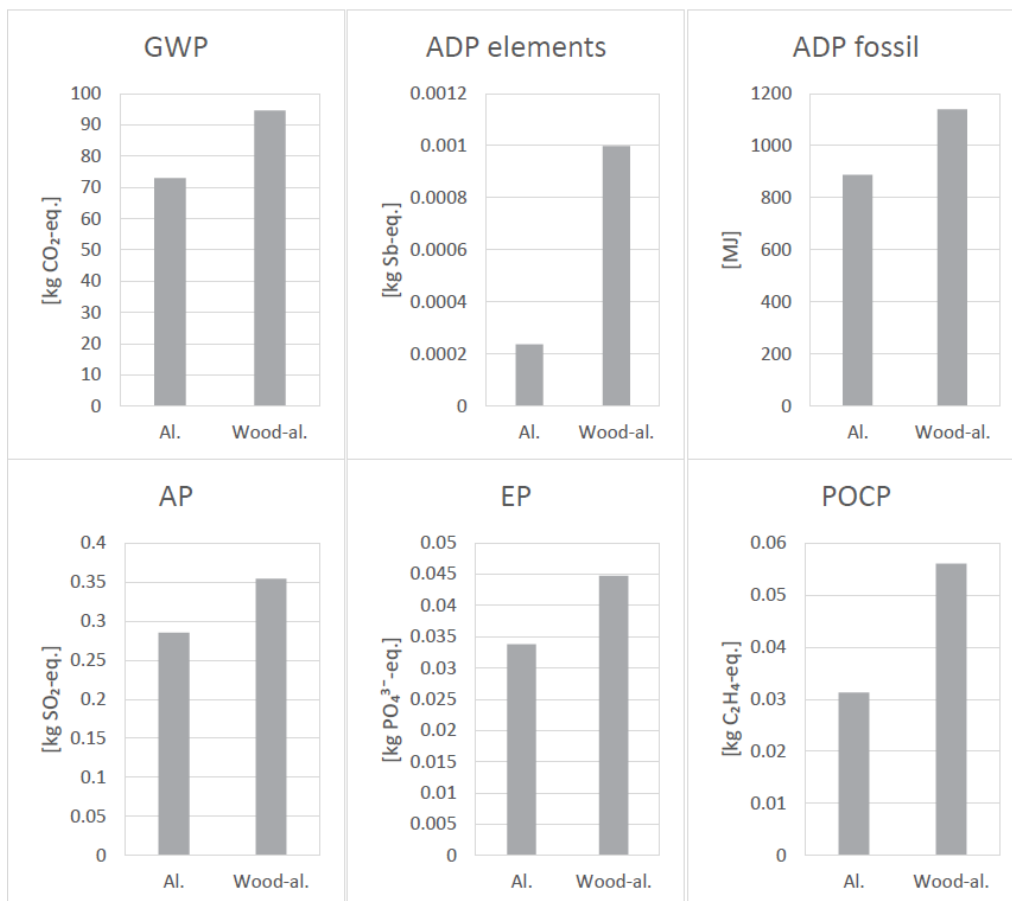 GWP
100
90
80
70
60
50
40
30
20
10
0
[kg CO₂-eq.]
Al. Wood-al.
ADP elements
0.0012
0.001
0.0008
0.0006
0.0004
0.0002
0
[kg Sb-eq.]
Al. Wood-al.
ADP fossil
1200
1000
800
600
400
200
0
[MJ]
Al. Wood-al.
AP
0.4
0.35
0.3
0.25
0.2
0.15
0.1
0.05
0
[kg SO₂-eq.]
Al. Wood-al.
EP
0.05
0.045
0.04
0.035
0.03
0.025
0.02
0.015
0.01
0.005
0
[kg PO₄³⁻-eq.]
Al. Wood-al.
POCP
0.06
0.05
0.04
0.03
0.02
0.01
0
[kg C₂H₄-eq.]
Al. Wood-al.